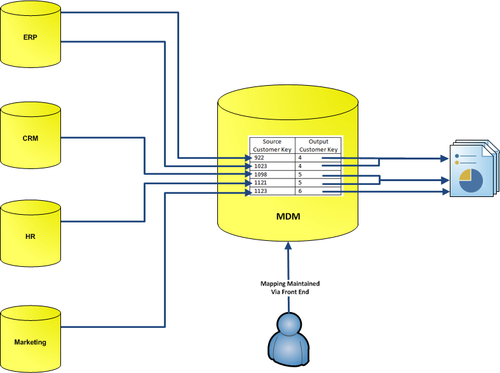 ERP
CRM
HR
Marketing
Source Output
Customer Key Customer Key
922 4
1023 4
1098 5
1121 5
1123 6
MDM
Mapping Maintained
Via Front End